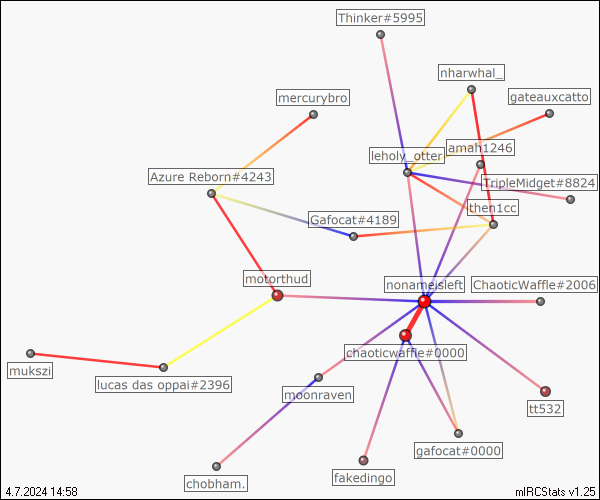 Thinker#5995
nharwhal_
mercurybro
gateauxcatto
amah1246
leholy_otter
Azure Reborn#4243
TripleMidget#8824
then1cc
Gafocat#4189
motorthud
nonameisleft
ChaoticWaffle#2006
chaoticwaffle#0000
mukszi
lucas das oppai#2396
moonraven
tt532
gafocat#0000
fakedingo
chobham.
4.7.2024 14:58
mIRCStats v1.25